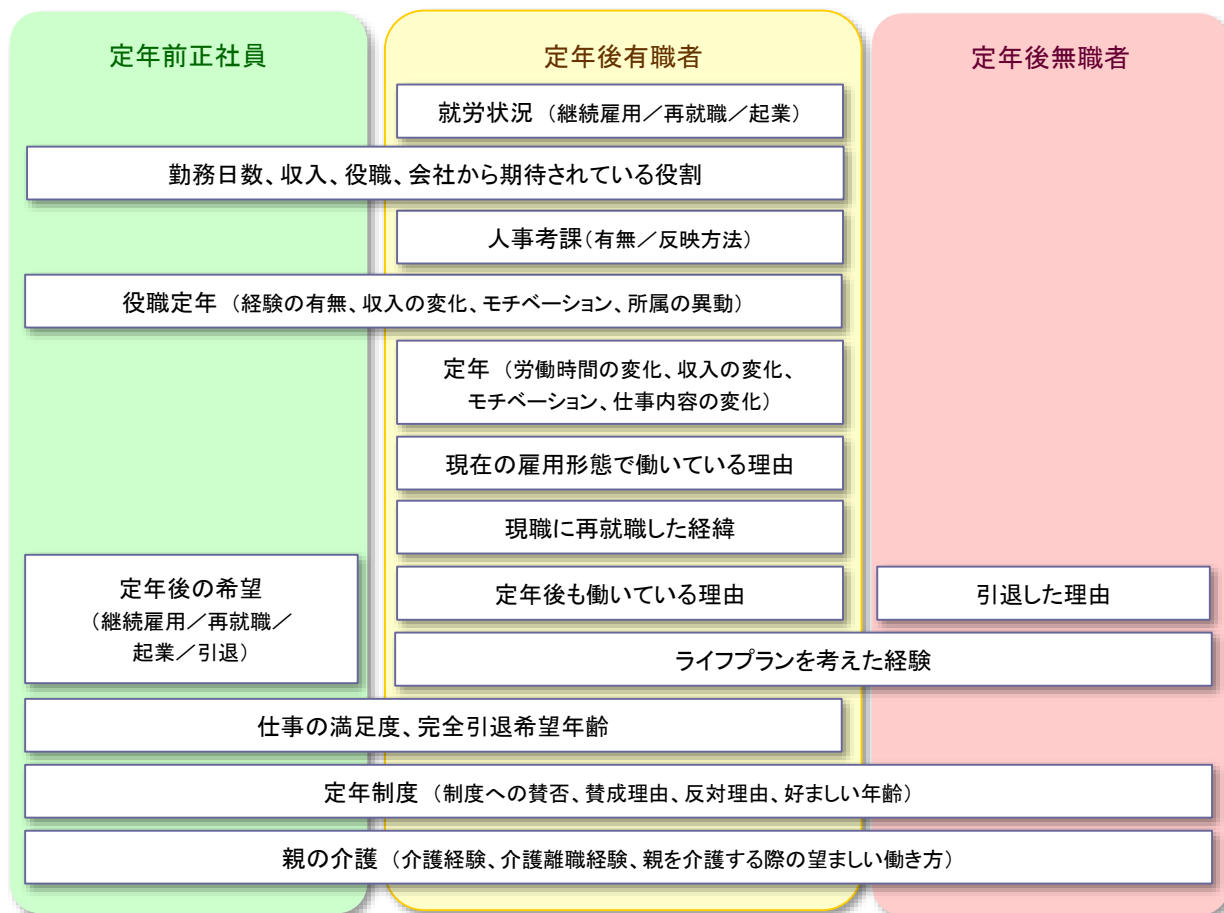 定年前正社員
定年後有職者
定年後無職者
就労状況（継続雇用／再就職／起業）
勤務日数、収入、役職、会社から期待されている役割
人事考課（有無／反映方法）
役職定年（経験の有無、収入の変化、モチベーション、所属の異動）
定年（労働時間の変化、収入の変化、
モチベーション、仕事内容の変化）
現在の雇用形態で働いている理由
現職に再就職した経緯
定年後の希望
（継続雇用／再就職／
起業／引退）
定年後も働いている理由
引退した理由
ライフプランを考えた経験
仕事の満足度、完全引退希望年齢
定年制度（制度への賛否、賛成理由、反対理由、好ましい年齢）
親の介護（介護経験、介護離職経験、親を介護する際の望ましい働き方）